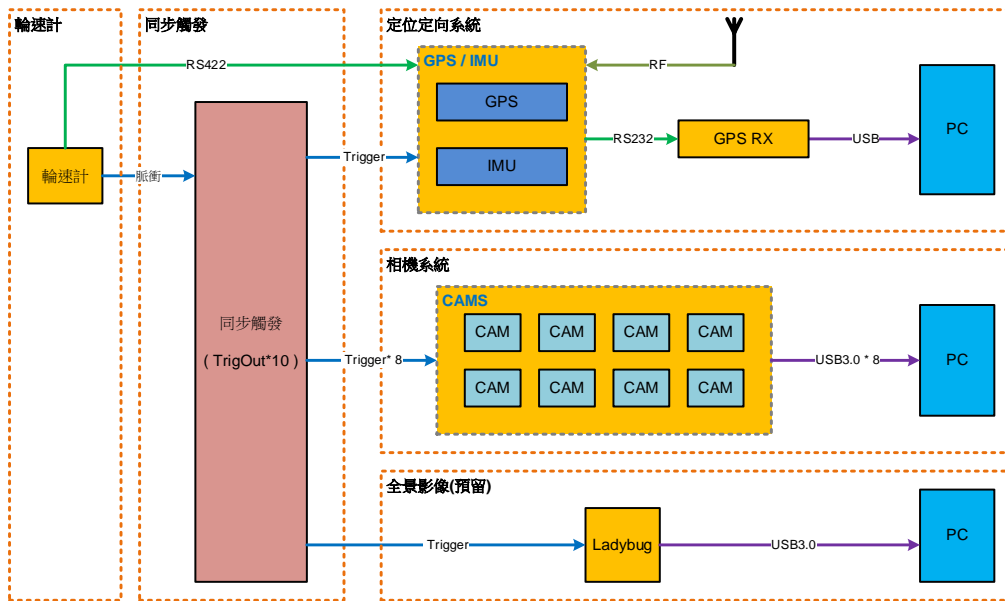 輪速計
同步觸發
定位定向系統
RS422
GPS / IMU
RF
GPS
RS232
GPS RX
USB
PC
Trigger
IMU
輪速計
脈衝
相機系統
CAMS
同步觸發
( TrigOut*10 )
CAM CAM CAM CAM
Trigger* 8
USB3.0 * 8
PC
CAM CAM CAM CAM
全景影像(預留)
Trigger
Ladybug
USB3.0
PC